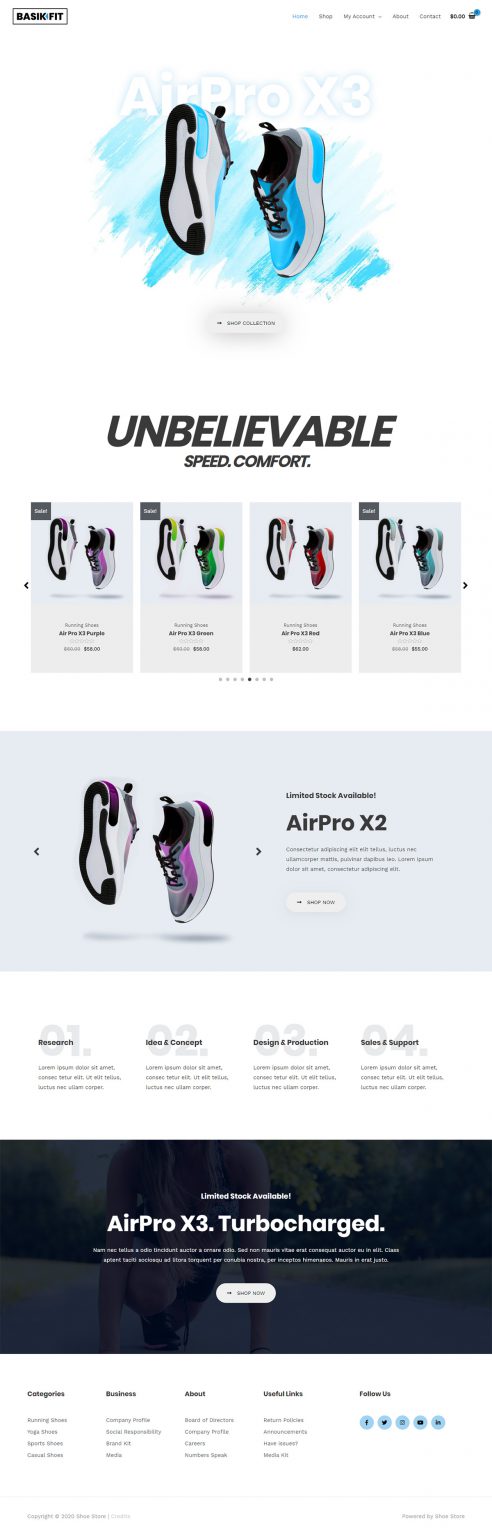 BASIK FIT
Home Shop My Account About Contact $0.00 0
AirPro X3
→ SHOP COLLECTION
UNBELIEVABLE
SPEED. COMFORT.
Sale! Sale! Sale!
Running Shoes Running Shoes Running Shoes Running Shoes
Air Pro X3 Purple Air Pro X3 Green Air Pro X3 Red Air Pro X3 Blue
$60.00 $58.00 $60.00 $58.00 $62.00 $58.00 $55.00
Limited Stock Available!
AirPro X2
Consectetur adipiscing elit elit tellus, luctus nec
ullamcorper mattis, pulvinar dapibus leo. Lorem ipsum
dolor sit amet, consectetur adipiscing elit.
→ SHOP NOW
01. 02. 03. 04.
Research Idea & Concept Design & Production Sales & Support
Lorem ipsum dolor sit amet, Lorem ipsum dolor sit amet, Lorem ipsum dolor sit amet, Lorem ipsum dolor sit amet,
consec tetur elit. Ut elit tellus, consec tetur elit. Ut elit tellus, consec tetur elit. Ut elit tellus, consec tetur elit. Ut elit tellus,
luctus nec ullam corper. luctus nec ullam corper. luctus nec ullam corper. luctus nec ullam corper.
Limited Stock Available!
AirPro X3. Turbocharged.
Nam nec tellus a odio tincidunt auctor a ornare odio. Sed non mauris vitae erat consequat auctor eu in elit. Class
aptent taciti sociosqu ad litora torquent per conubia nostra, per inceptos himenaeos. Mauris in erat justo.
→ SHOP NOW
Categories Business About Useful Links Follow Us
Running Shoes Company Profile Board of Directors Return Policies
Yoga Shoes Social Responsibility Company Profile Announcements
Sports Shoes Brand Kit Careers Have issues?
Casual Shoes Media Numbers Speak Media Kit
Copyright © 2020 Shoe Store | Credits Powered by Shoe Store